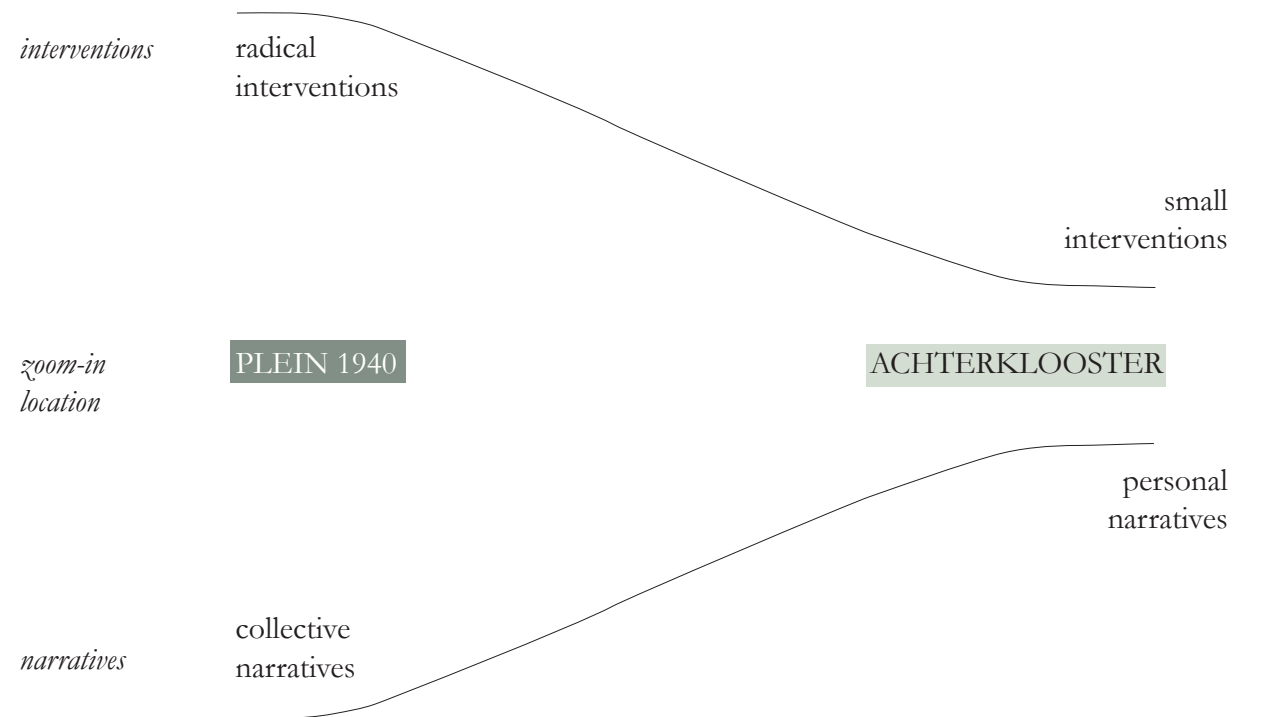 interventions
radical
interventions
small
interventions
zoom-in
location
PLEIN 1940
ACHTERKLOOSTER
personal
narratives
collective
narratives
narratives